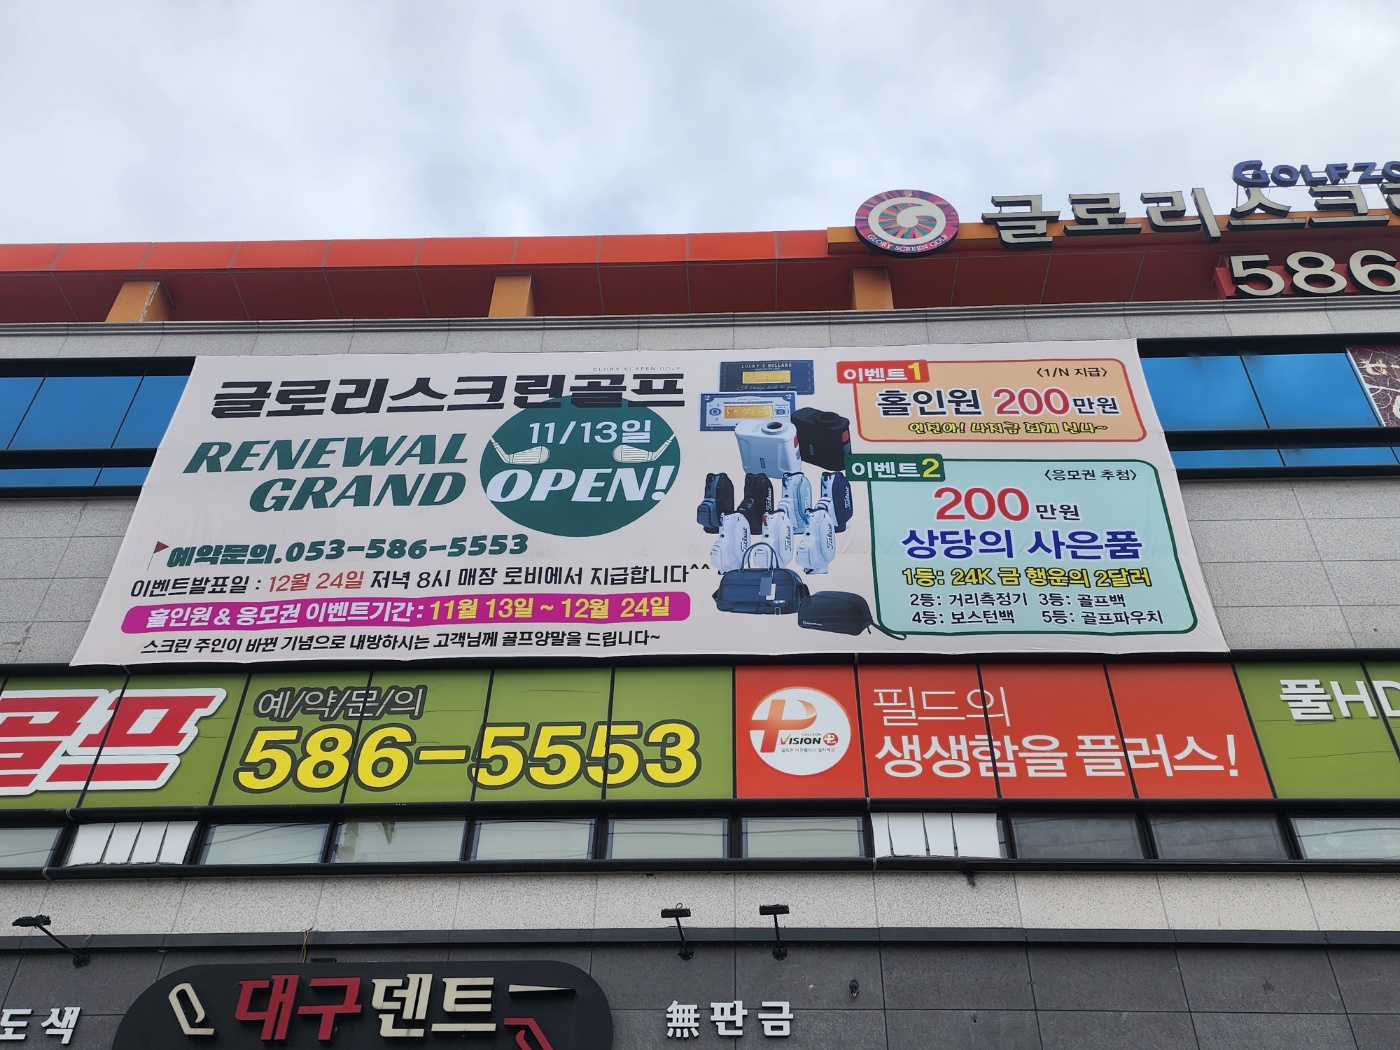 GOLFZO
글로리스크린
GLORY SCREEN GOLF
586
GLORY SCREEN GOLF
글로리스크린골프
RENEWAL
GRAND
11/13일
OPEN!
예약문의.053-586-5553
이벤트발표일 : 12월 24일 저녁 8시 매장 로비에서 지급합니다^^
홀인원 & 응모권 이벤트기간 : 11월 13일 ~ 12월 24일
스크린 주인이 바뀐 기념으로 내방하시는 고객님께 골프양말을 드립니다~
LUCKY 2 DOLLARS
Titleist
이벤트1
<1/N 지급>
홀인원 200만원
이벤트2
<응모권 추첨>
200만원
상당의 사은품
1등: 24K 금 행운의 2달러
2등: 거리측정기 3등: 골프백
4등: 보스턴백 5등: 골프파우치
골프
예/약/문/의
586-5553
VISION
필드의
생생함을 플러스!
풀HD
도색
대구덴트
無판금